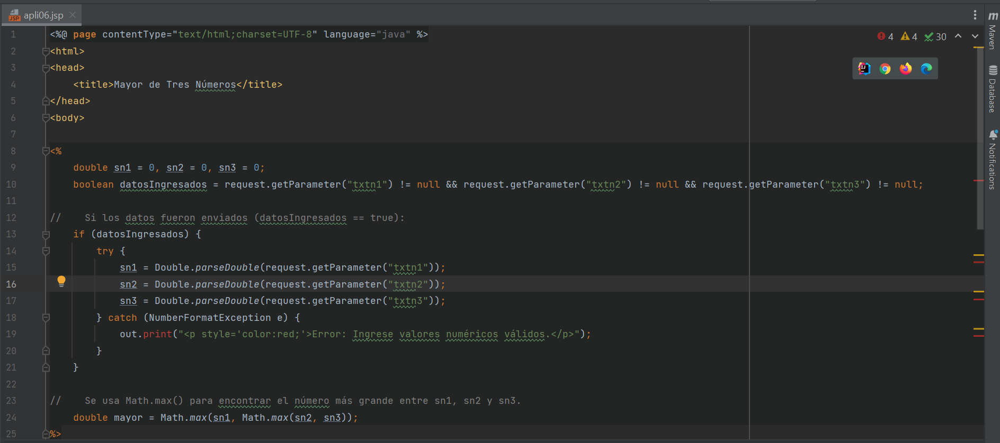 apli06.jsp
4 4 30
1 <%@ page contentType="text/html;charset=UTF-8" language="java" %>
2 <html>
3 <head>
4     <title>Mayor de Tres Números</title>
5 </head>
6 <body>
7
8 <%
9     double sn1 = 0, sn2 = 0, sn3 = 0;
10     boolean datosIngresados = request.getParameter("txtn1") != null && request.getParameter("txtn2") != null && request.getParameter("txtn3") != null;
11
12 //    Si los datos fueron enviados (datosIngresados == true):
13     if (datosIngresados) {
14         try {
15             sn1 = Double.parseDouble(request.getParameter("txtn1"));
16             sn2 = Double.parseDouble(request.getParameter("txtn2"));
17             sn3 = Double.parseDouble(request.getParameter("txtn3"));
18         } catch (NumberFormatException e) {
19             out.print("<p style='color:red;'>Error: Ingrese valores numéricos válidos.</p>");
20         }
21     }
22
23 //    Se usa Math.max() para encontrar el número más grande entre sn1, sn2 y sn3.
24     double mayor = Math.max(sn1, Math.max(sn2, sn3));
25 %>
Maven
Database
Notifications